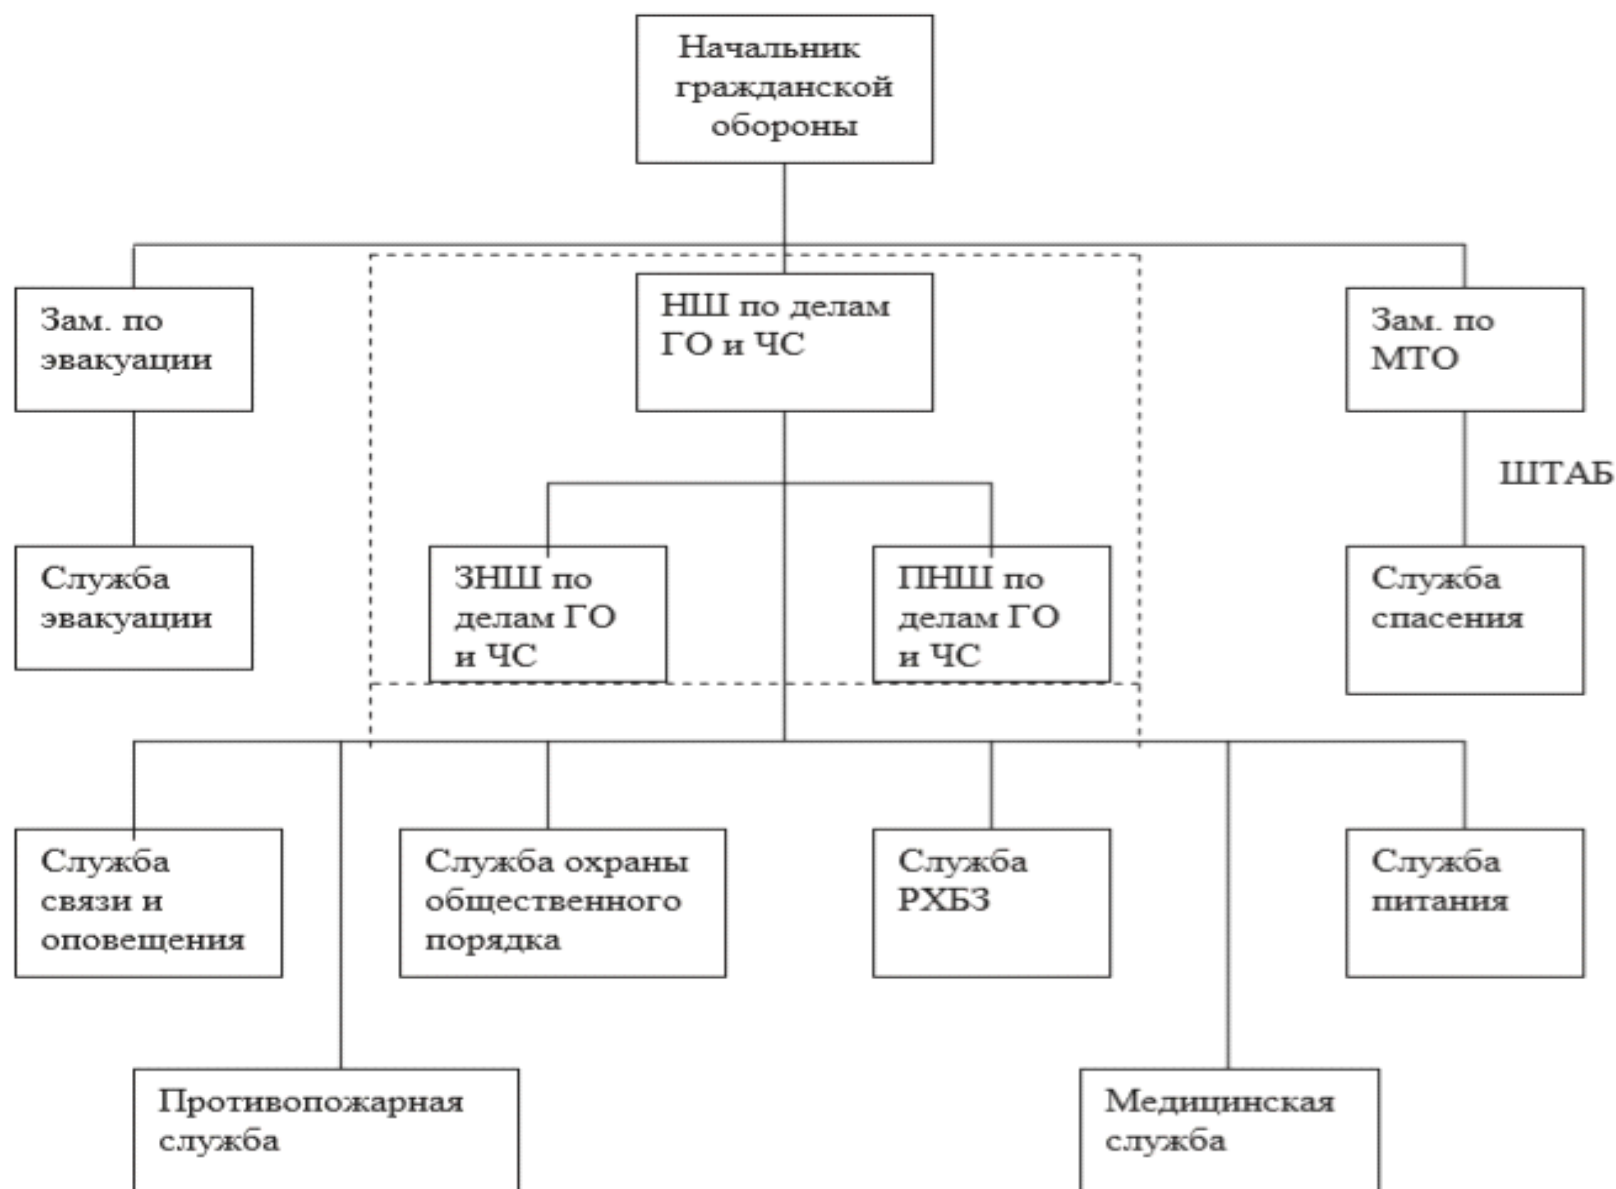 Начальник
гражданской
обороны
Зам. по
эвакуации
НШ по делам
ГО и ЧС
Зам. по
МТО
ШТАБ
Служба
эвакуации
ЗНШ по
делам ГО
и ЧС
ПНШ по
делам ГО
и ЧС
Служба
спасения
Служба
связи и
оповещения
Служба охраны
общественного
порядка
Служба
РХБЗ
Служба
питания
Противопожарная
служба
Медицинская
служба